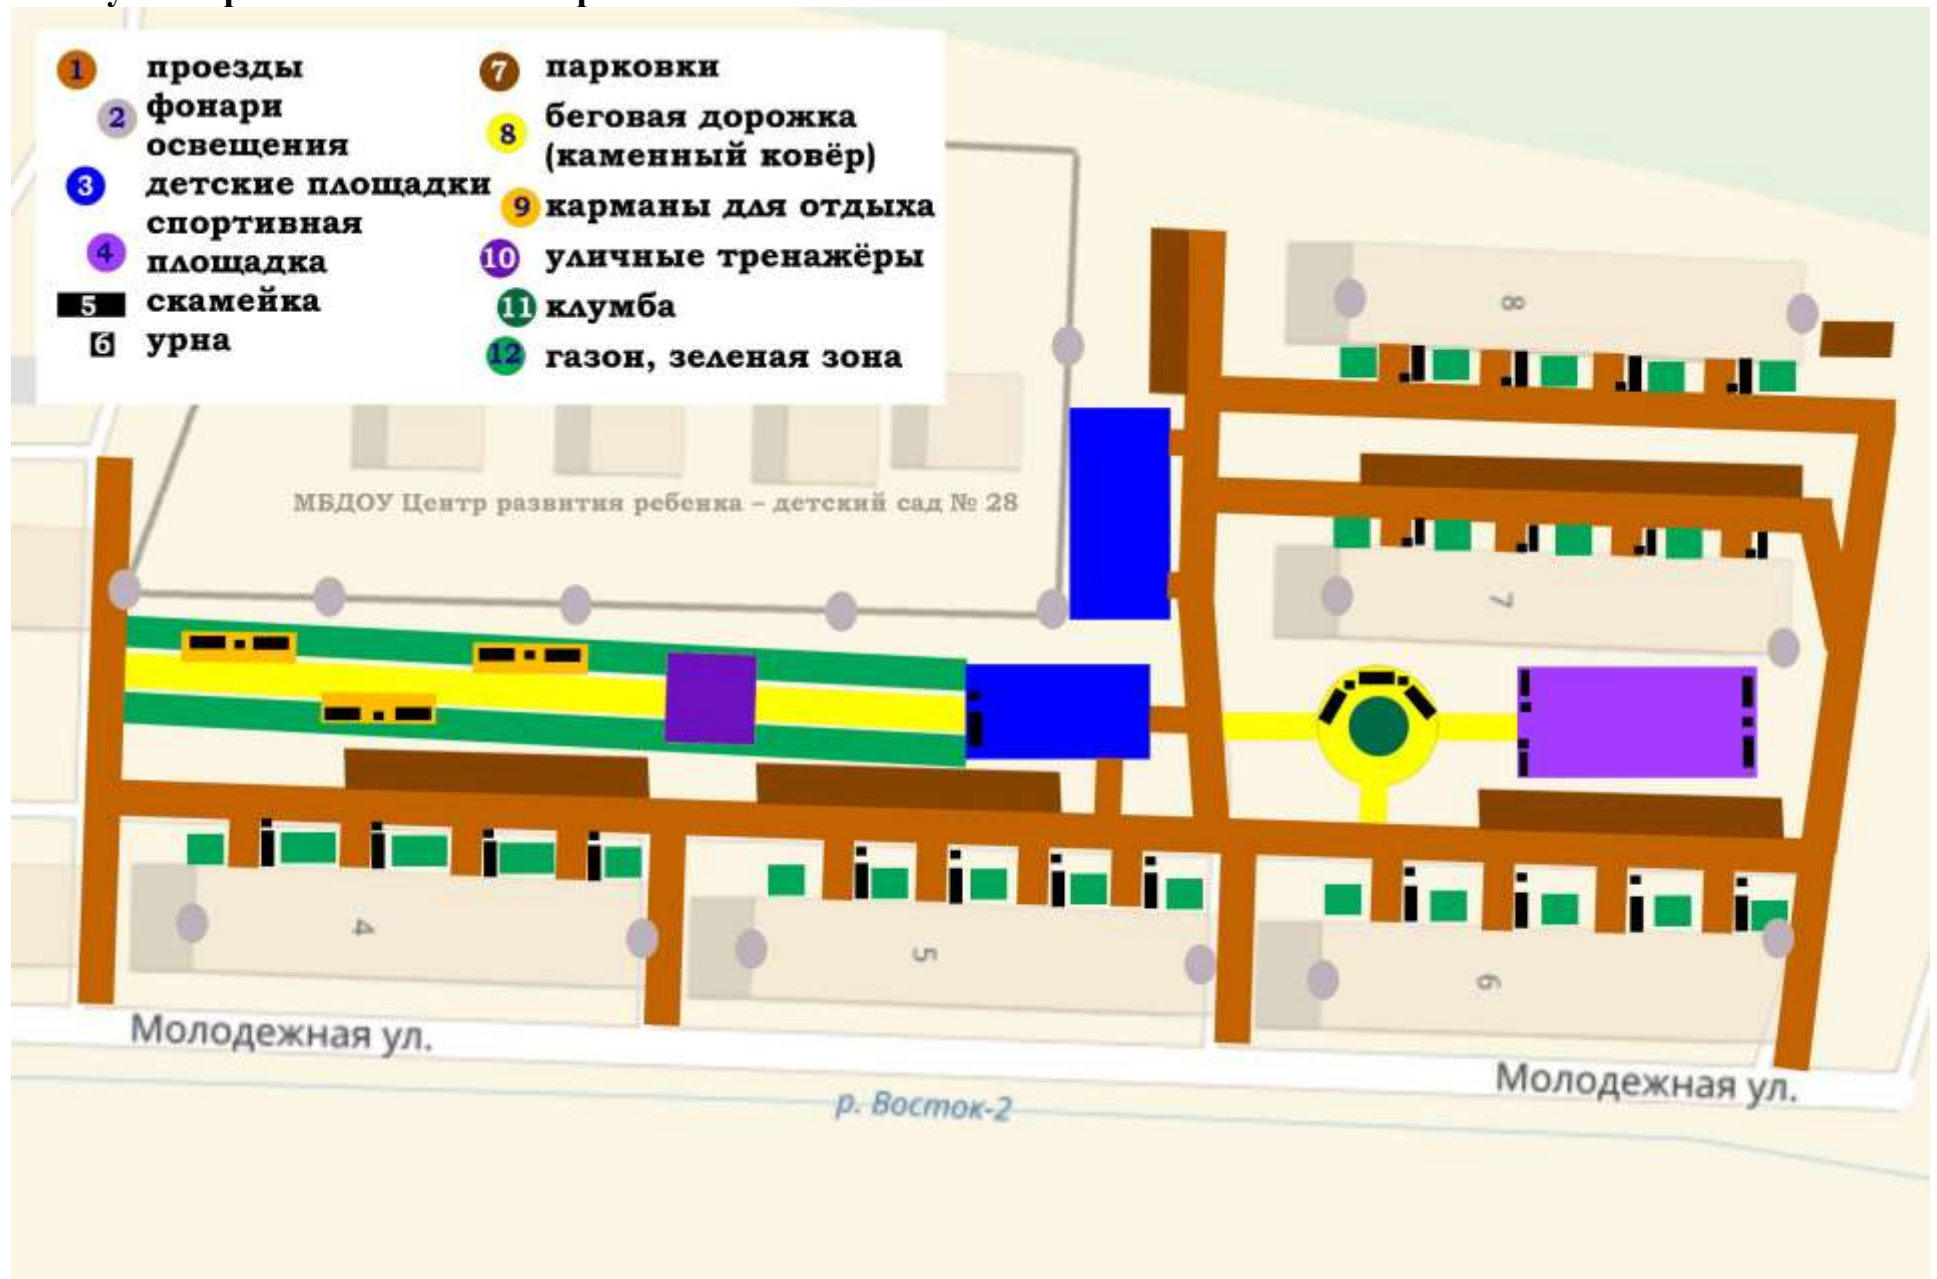 1 проезды
2 фонари
освещения
3 детские площадки
4 спортивная
площадка
5 скамейка
6 урна
7 парковки
8 беговая дорожка
(каменный ковёр)
9 карманы для отдыха
10 уличные тренажёры
11 клумба
12 газон, зеленая зона
8
МБДОУ Центр развития ребенка – детский сад № 28
7
4
5
6
Молодежная ул.
Молодежная ул.
р. Восток-2